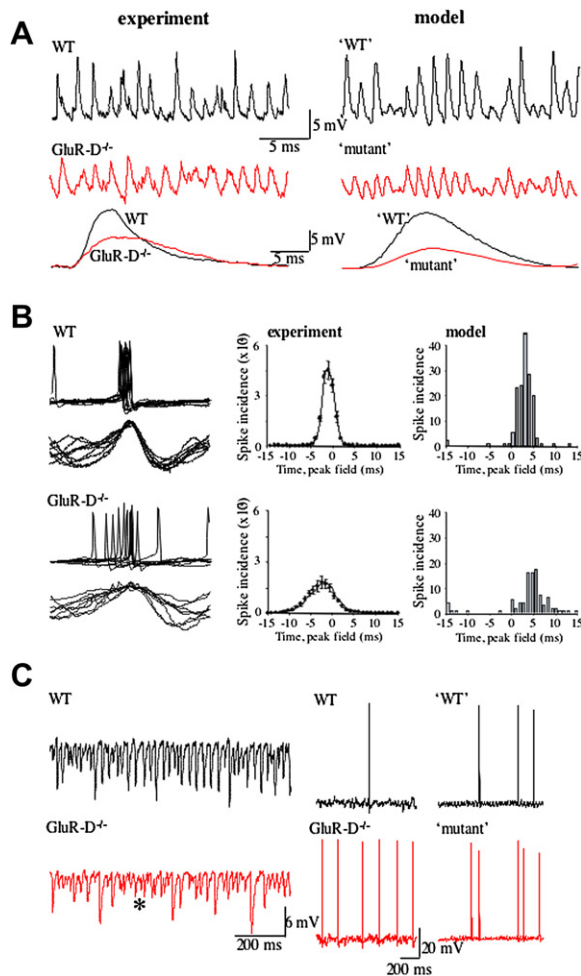 A
experiment
model
WT
'WT'
5 mV
5 ms
GluR-D-/-
'mutant'
WT
GluR-D-/-
5 mV
5 ms
'WT'
'mutant'
B
WT
experiment
model
6
3
0
Spike incidence (x10)
-15 -10 -5 0 5 10 15
Time, peak field (ms)
40
30
20
10
0
Spike incidence
-15 -10 -5 0 5 10 15
Time, peak field (ms)
GluR-D-/-
6
3
0
Spike incidence (x10)
-15 -10 -5 0 5 10 15
Time, peak field (ms)
40
30
20
10
0
Spike incidence
-15 -10 -5 0 5 10 15
Time, peak field (ms)
C
WT
WT
'WT'
GluR-D-/-
GluR-D-/-
'mutant'
*
6 mV
200 ms
20 mV
200 ms